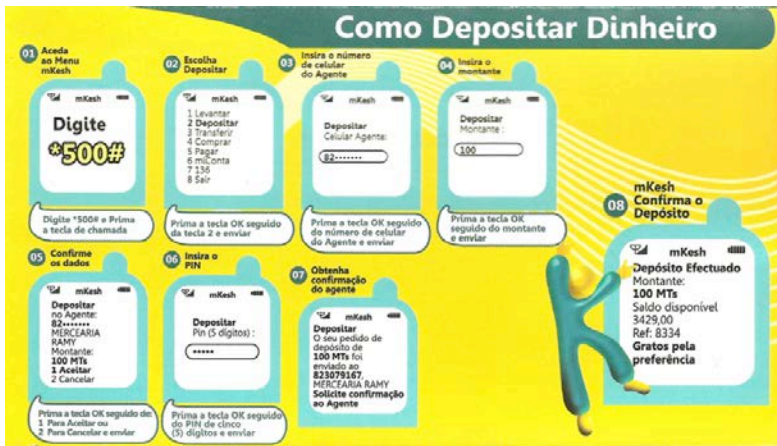 Como Depositar Dinheiro
01 Aceda
ao Menu
mKesh
mKesh
Digite
*500#
Digite *500# e Prima
a tecla de chamada
02 Escolha
Depositar
mKesh
1 Levantar
2 Depositar
3 Transferir
4 Comprar
5 Pagar
6 miConta
7 136
8 Sair
Prima a tecla OK seguido
da tecla 2 e enviar
03 Insira o número
de celular
do Agente
mKesh
Depositar
Celular Agente:
82•••••••
Prima a tecla OK seguido
do número de celular
do Agente e enviar
04 Insira o
montante
mKesh
Depositar
Montante :
100
Prima a tecla OK
seguido do montante
e enviar
05 Confirme
os dados
mKesh
Depositar
no Agente:
82•••••••
MERCEARIA
RAMY
Montante:
100 MTs
1 Aceitar
2 Cancelar
Prima a tecla OK seguido de:
1 Para Aceitar ou
2 Para Cancelar e enviar
06 Insira o
PIN
mKesh
Depositar
Pin (5 dígitos) :
•••••
Prima a tecla OK seguido
do PIN de cinco
(5) dígitos e enviar
07 Obtenha
confirmação
do agente
mKesh
Depositar
O seu pedido de
depósito de
100 MTs foi
enviado ao
823079167,
MERCEARIA RAMY
Solicite confirmação
ao Agente
08 mKesh
Confirma o
Depósito
mKesh
Depósito Efectuado
Montante:
100 MTs
Saldo disponível
3429,00
Ref: 8334
Gratos pela
preferência